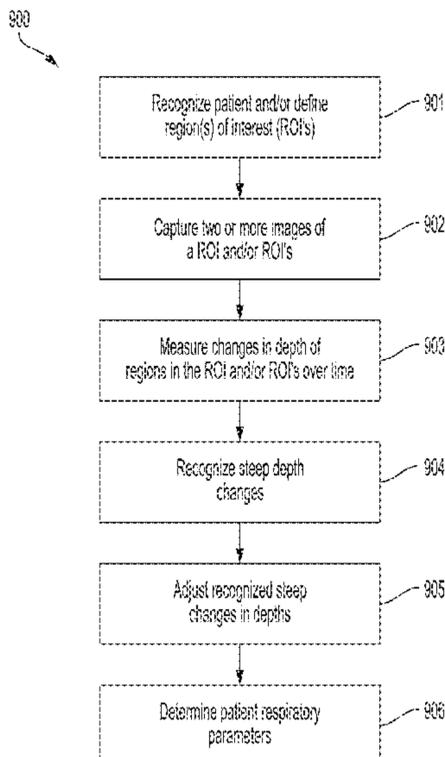 900
Recognize patient and/or define
region(s) of interest (ROI's)
901
Capture two or more images of
a ROI and/or ROI's
902
Measure changes in depth of
regions in the ROI and/or ROI's over time
903
Recognize steep depth
changes
904
Adjust recognized steep
changes in depths
905
Determine patient respiratory
parameters
906